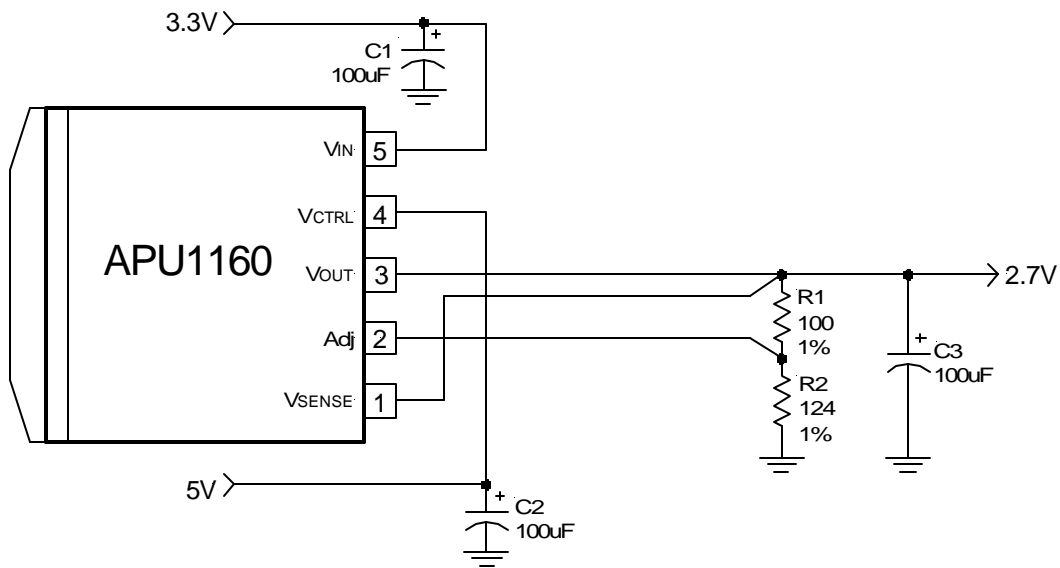 3.3V
+
C1
100uF
VIN
5
VCTRL
4
APU1160
VOUT
3
2.7V
R1
100
1%
Adj
2
+
C3
100uF
R2
124
1%
VSENSE
1
5V
+
C2
100uF